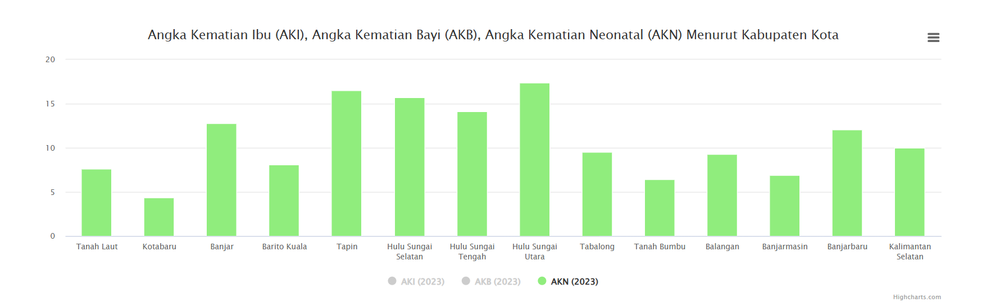 Angka Kematian Ibu (AKI), Angka Kematian Bayi (AKB), Angka Kematian Neonatal (AKN) Menurut Kabupaten Kota
20
15
10
5
0
Tanah Laut
Kotabaru
Banjar
Barito Kuala
Tapin
Hulu Sungai
Selatan
Hulu Sungai
Tengah
Hulu Sungai
Utara
Tabalong
Tanah Bumbu
Balangan
Banjarmasin
Banjarbaru
Kalimantan
Selatan
AKI (2023)
AKB (2023)
AKN (2023)
Highcharts.com